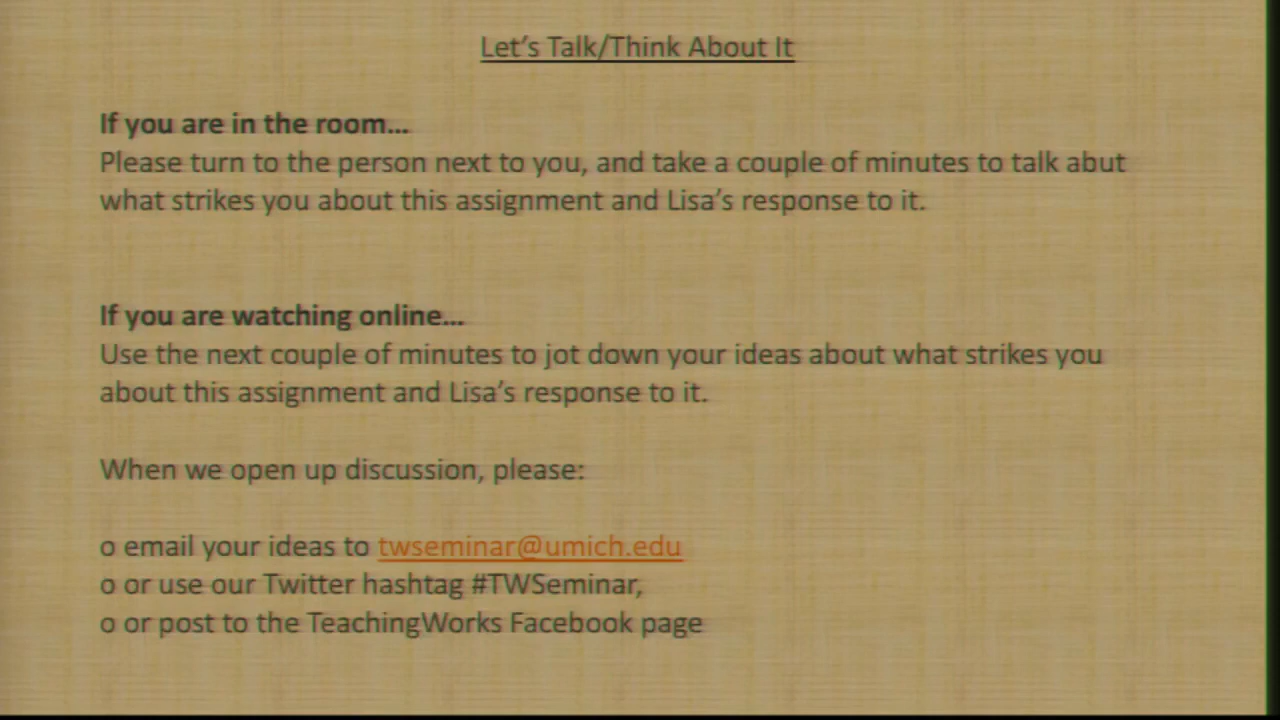 Let's Talk/Think About It
If you are in the room...
Please turn to the person next to you, and take a couple of minutes to talk abut
what strikes you about this assignment and Lisa's response to it.
If you are watching online...
Use the next couple of minutes to jot down your ideas about what strikes you
about this assignment and Lisa's response to it.
When we open up discussion, please:
o email your ideas to twseminar@umich.edu
o or use our Twitter hashtag #TWSeminar,
o or post to the TeachingWorks Facebook page